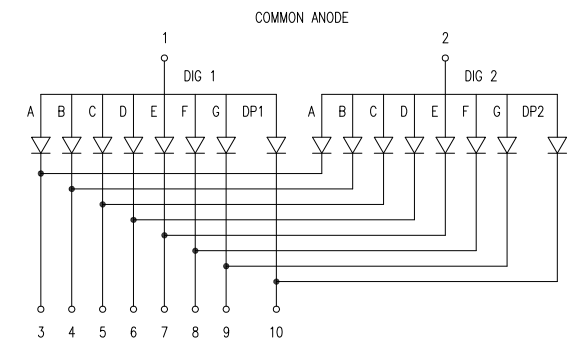 COMMON ANODE
1 2
DIG 1 DIG 2
A B C D E F G DP1 A B C D E F G DP2
3 4 5 6 7 8 9 10